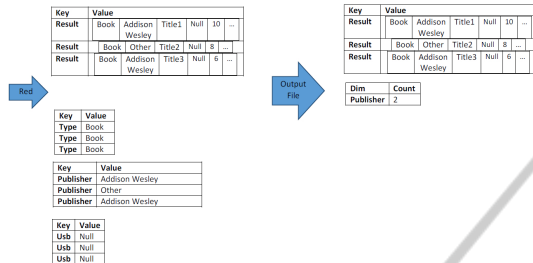 Key Value
Result Book Addison Title1 Null 10 ...
Wesley
Result Book Other Title2 Null 8 ...
Result Book Addison Title3 Null 6 ...
Wesley
Red
Key Value
Type Book
Type Book
Type Book
Key Value
Publisher Addison Wesley
Publisher Other
Publisher Addison Wesley
Key Value
Usb Null
Usb Null
Usb Null
Output
File
Key Value
Result Book Addison Title1 Null 10 ...
Wesley
Result Book Other Title2 Null 8 ...
Result Book Addison Title3 Null 6 ...
Wesley
Dim Count
Publisher 2